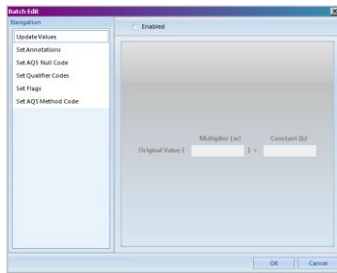 Batch Edit
Navigation
Enabled
Update Values
Set Annotations
Set AQS Null Code
Set Qualifier Codes
Set Flags
Set AQS Method Code
Multiplier (m) Constant (b)
Original Value ( ) +
OK Cancel